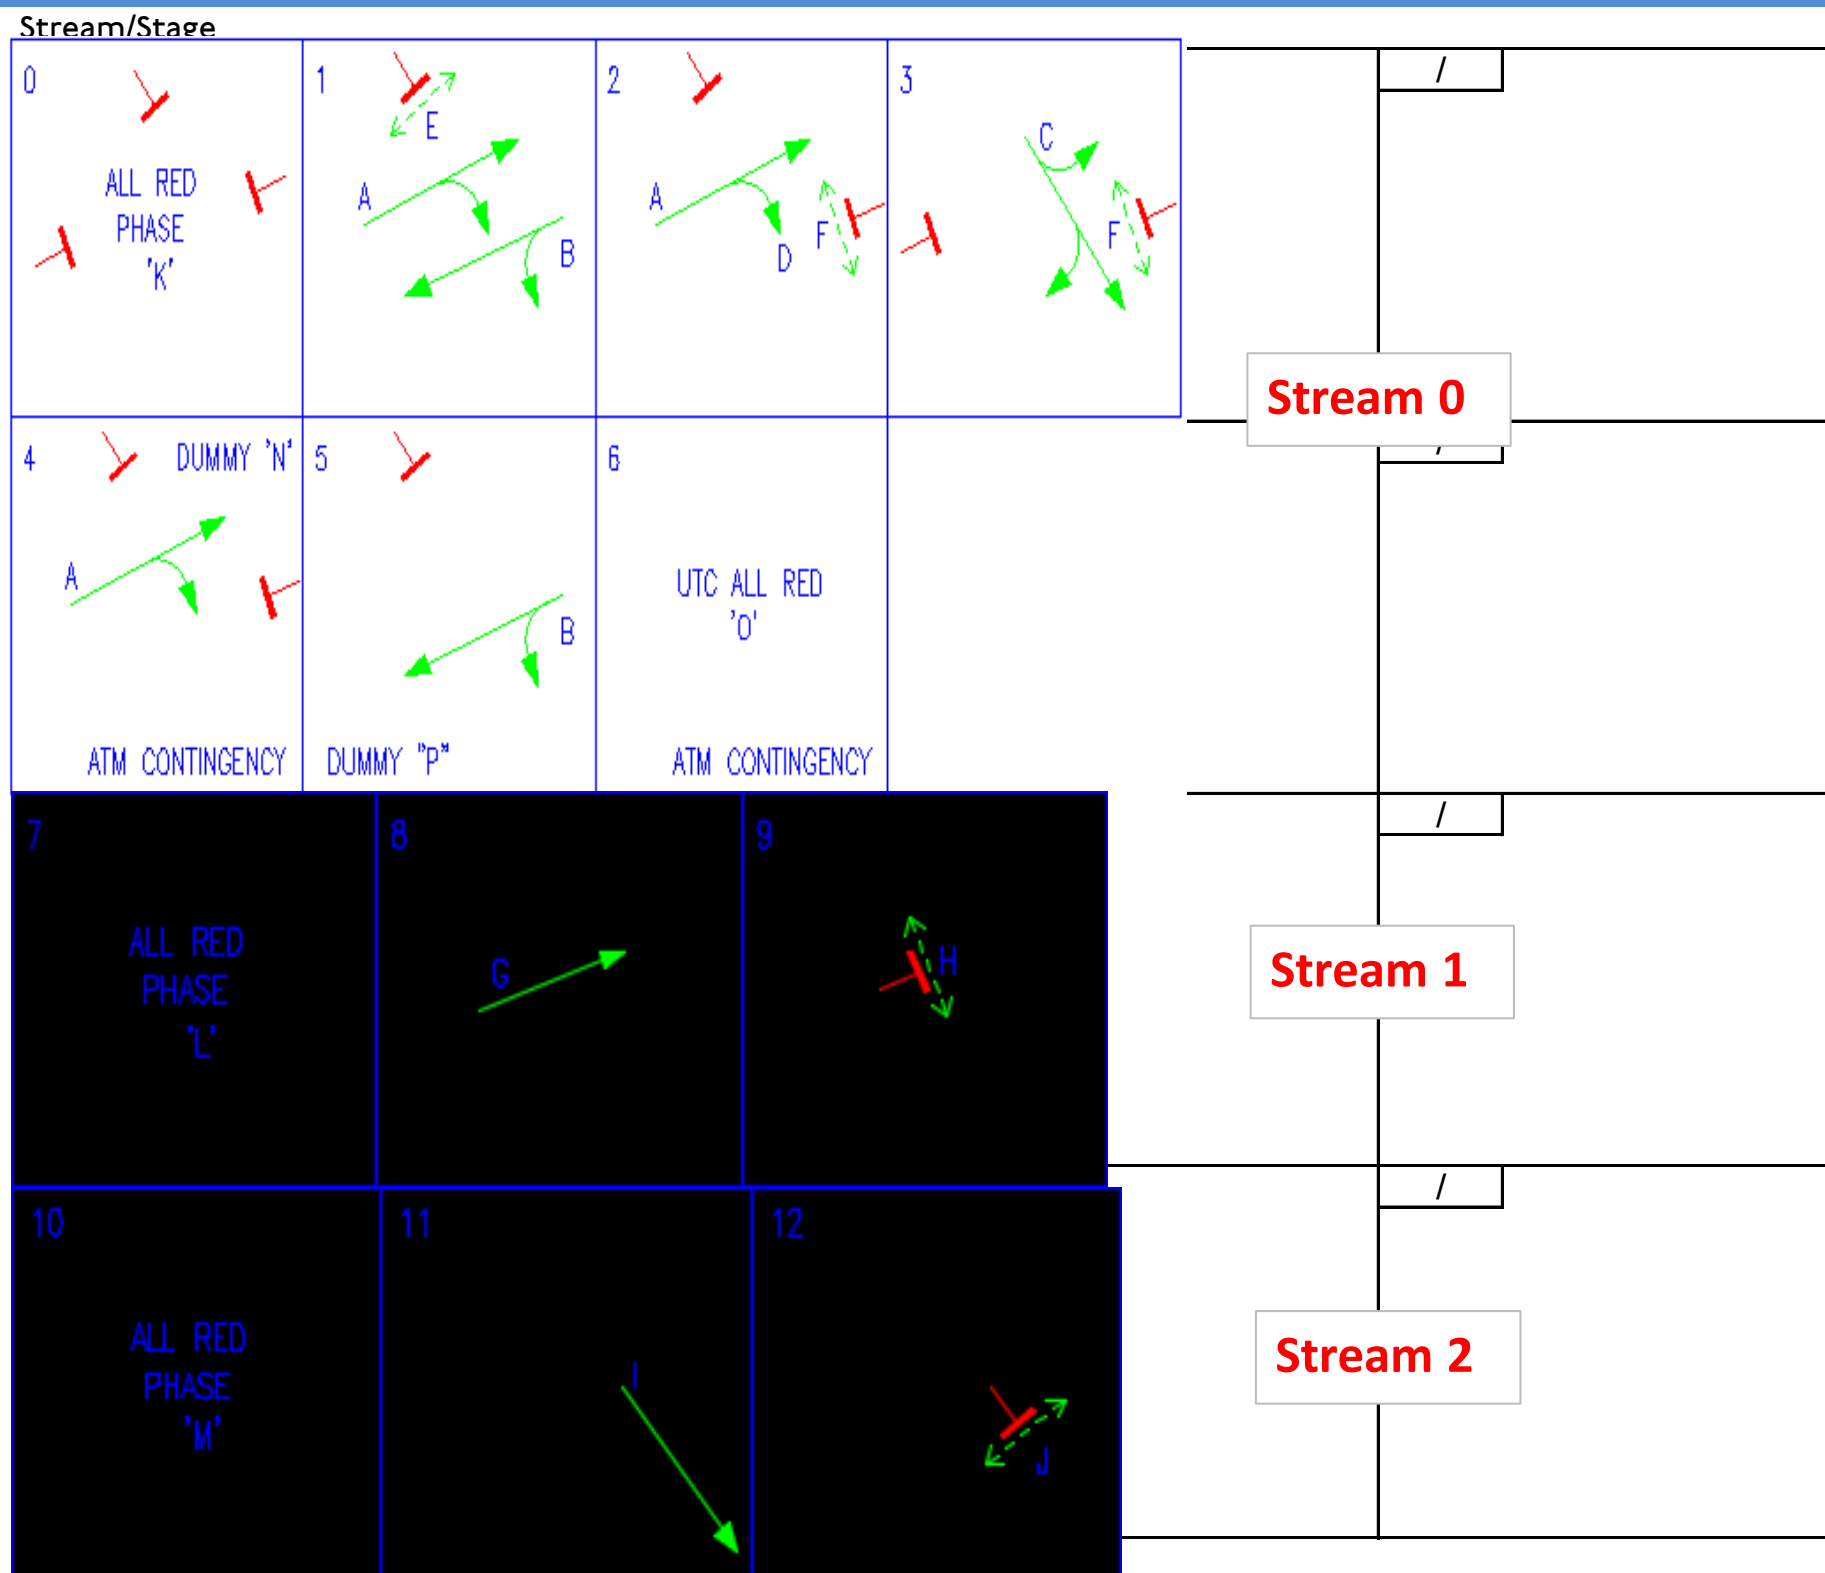 Stream/Stage
0
ALL RED
PHASE
'K'
1
E
A
B
2
A
D
F
3
C
F
/
Stream 0
4
DUMMY 'N'
A
ATM CONTINGENCY
5
B
DUMMY "P"
6
UTC ALL RED
'O'
ATM CONTINGENCY
7
ALL RED
PHASE
"L"
8
G
9
H
/
Stream 1
10
ALL RED
PHASE
'M'
11
I
12
J
/
Stream 2